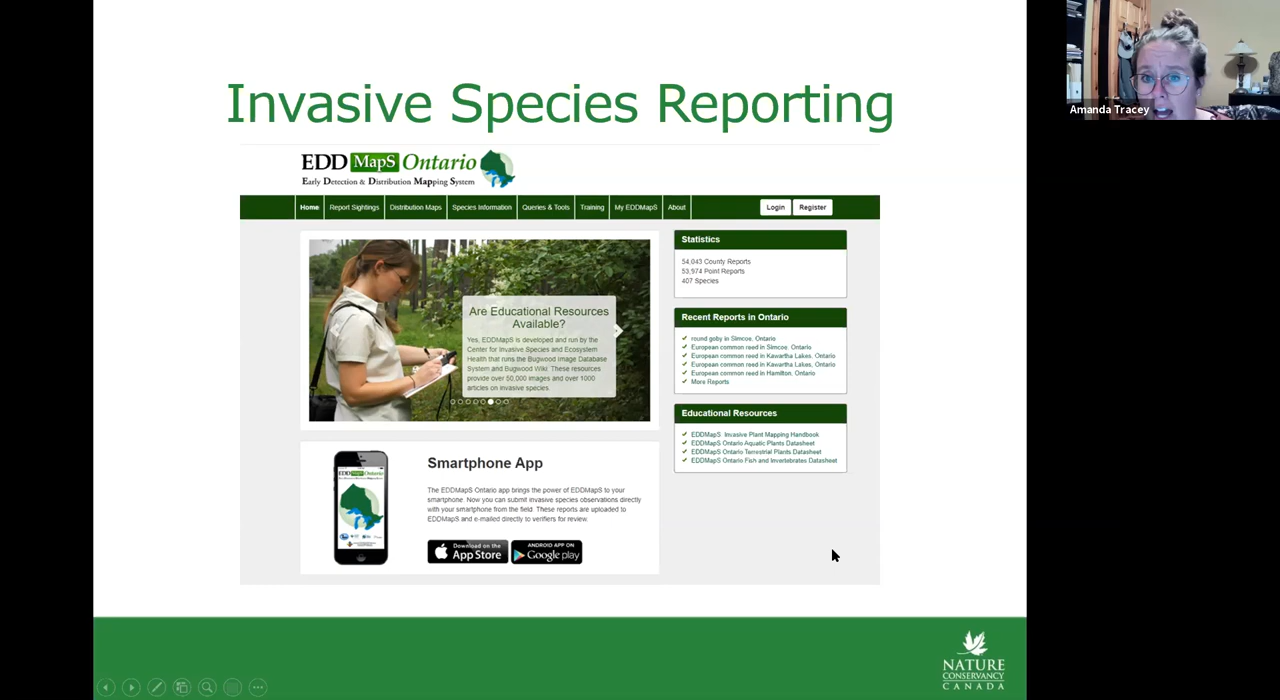 Amanda Tracey
Invasive Species Reporting
EDD MapS Ontario
Early Detection & Distribution Mapping System
Home
Report Sightings
Distribution Maps
Species Information
Queries & Tools
Training
My EDDMapS
About
Login
Register
Are Educational Resources
Available?
Yes, EDDMapS is developed and run by the
Center for Invasive Species and Ecosystem
Health that runs the Bugwood Image Database
System and Bugwood Wiki. These resources
provide over 50,000 images and over 1000
articles on invasive species.
Statistics
54,043 County Reports
53,974 Point Reports
407 Species
Recent Reports in Ontario
round goby in Simcoe, Ontario
European common reed in Simcoe, Ontario
European common reed in Kawartha Lakes, Ontario
European common reed in Kawartha Lakes, Ontario
European common reed in Hamilton, Ontario
More Reports
Educational Resources
EDDMapS Invasive Plant Mapping Handbook
EDDMapS Ontario Aquatic Plants Datasheet
EDDMapS Ontario Terrestrial Plants Datasheet
EDDMapS Ontario Fish and Invertebrates Datasheet
EDDMapS Ontario
Smartphone App
The EDDMapS Ontario app brings the power of EDDMapS to your
smartphone. Now you can submit invasive species observations directly
with your smartphone from the field. These reports are uploaded to
EDDMapS and e-mailed directly to verifiers for review.
Download on the
App Store
ANDROID APP ON
Google play
NATURE
CONSERVANCY
CANADA